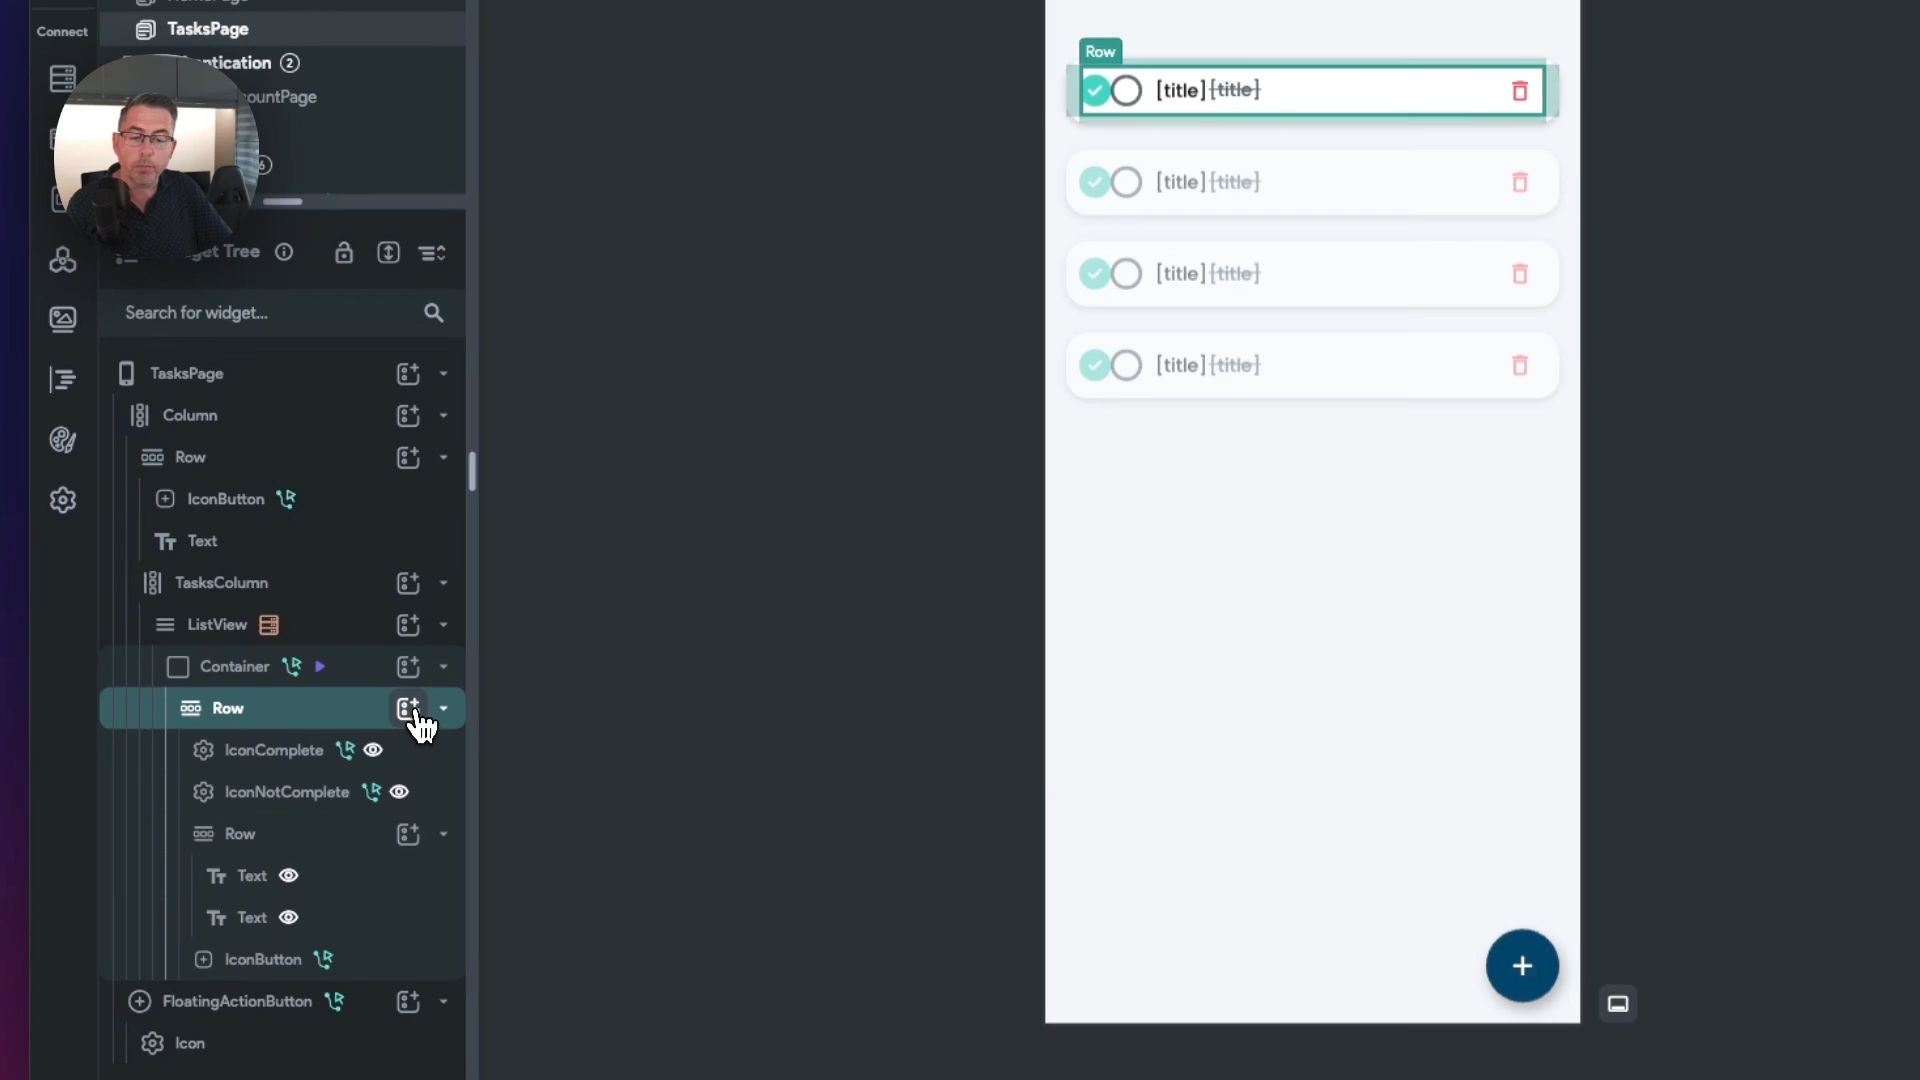 Connect
TasksPage
ntication 2
ountPage
6
get Tree
Search for widget...
TasksPage
Column
Row
IconButton
Text
TasksColumn
ListView
Container
Row
IconComplete
IconNotComplete
Row
Text
Text
IconButton
FloatingActionButton
Icon
Row
[title] [title]
[title] [title]
[title] [title]
[title] [title]